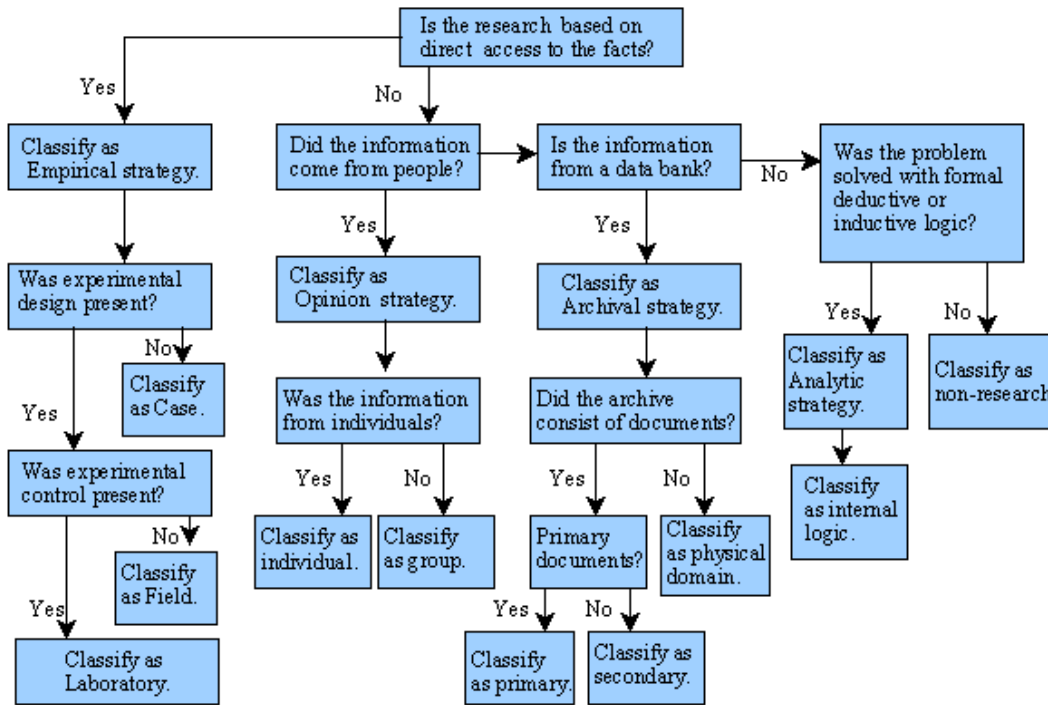 Is the research based on
direct access to the facts?
Yes
No
Classify as
Empirical strategy.
Did the information
come from people?
Is the information
from a data bank?
No
Was the problem
solved with formal
deductive or
inductive logic?
Yes
Yes
Was experimental
design present?
Classify as
Opinion strategy.
Classify as
Archival strategy.
Yes
No
No
Classify
as Case.
Classify as
Analytic
strategy.
Classify as
non-research.
Yes
Was the information
from individuals?
Did the archive
consist of documents?
Was experimental
control present?
Yes
No
Yes
No
Classify
as internal
logic.
Classify as
individual.
Classify
as group.
Primary
documents?
Classify
as physical
domain.
No
Classify
as Field.
Yes
Yes
No
Classify as
Laboratory.
Classify
as primary.
Classify as
secondary.